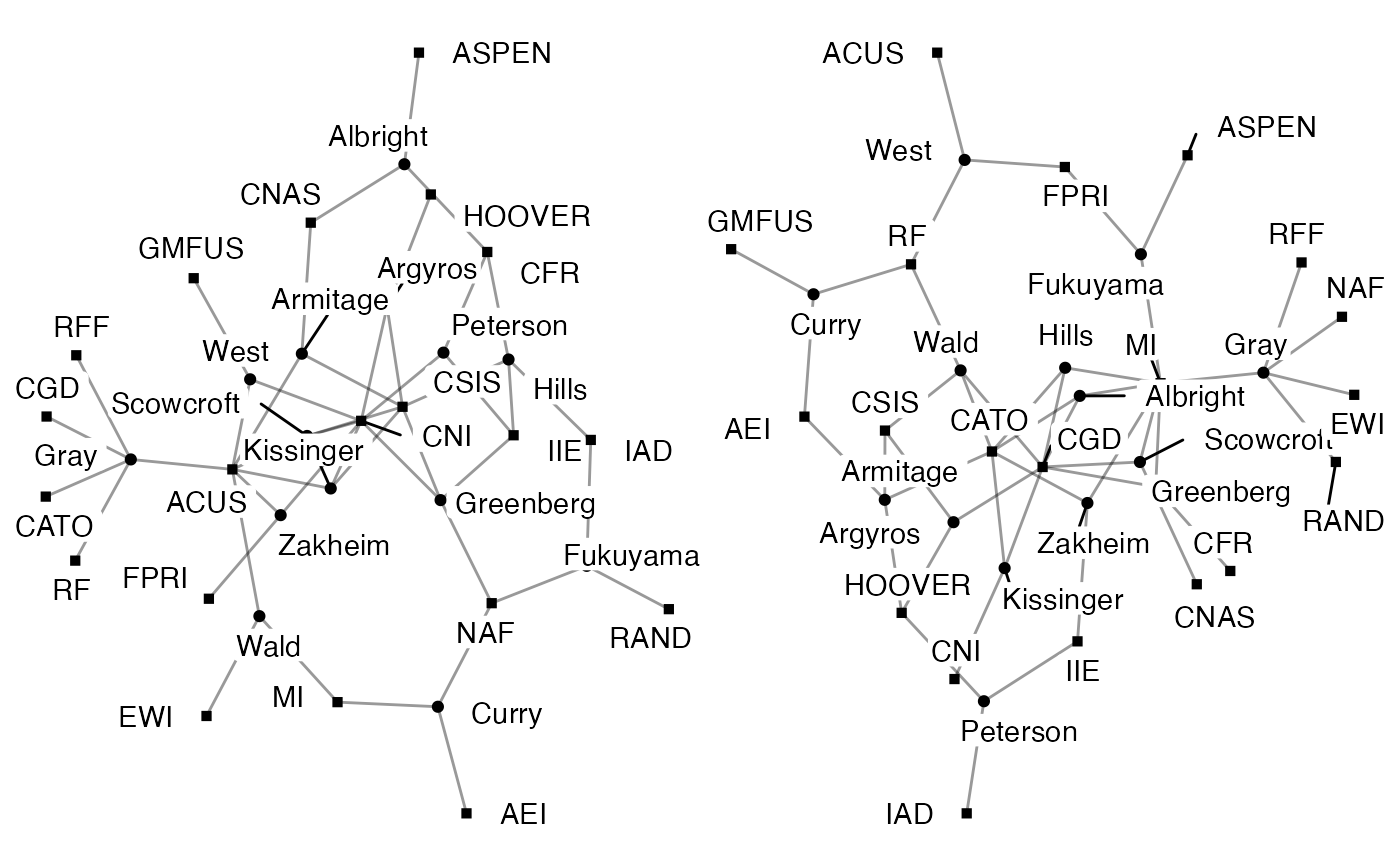 ASPEN
Albright
CNAS
HOOVER
GMFUS
Argyros
CFR
Armitage
RFF
Peterson
West
CGD
CSIS
Hills
Scowcroft
CNI
Gray
Kissinger
IIE
IAD
ACUS
Greenberg
CATO
Zakheim
Fukuyama
FPRI
RF
NAF
RAND
Wald
MI
EWI
Curry
AEI
ACUS
ASPEN
West
FPRI
GMFUS
RF
RFF
Fukuyama
NAF
Curry
Wald
Hills
MI
Gray
CSIS
Albright
CATO
AEI
CGD
Scowcroft
EWI
Armitage
Greenberg
RAND
Argyros
Zakheim
CFR
HOOVER
Kissinger
CNAS
CNI
IIE
Peterson
IAD